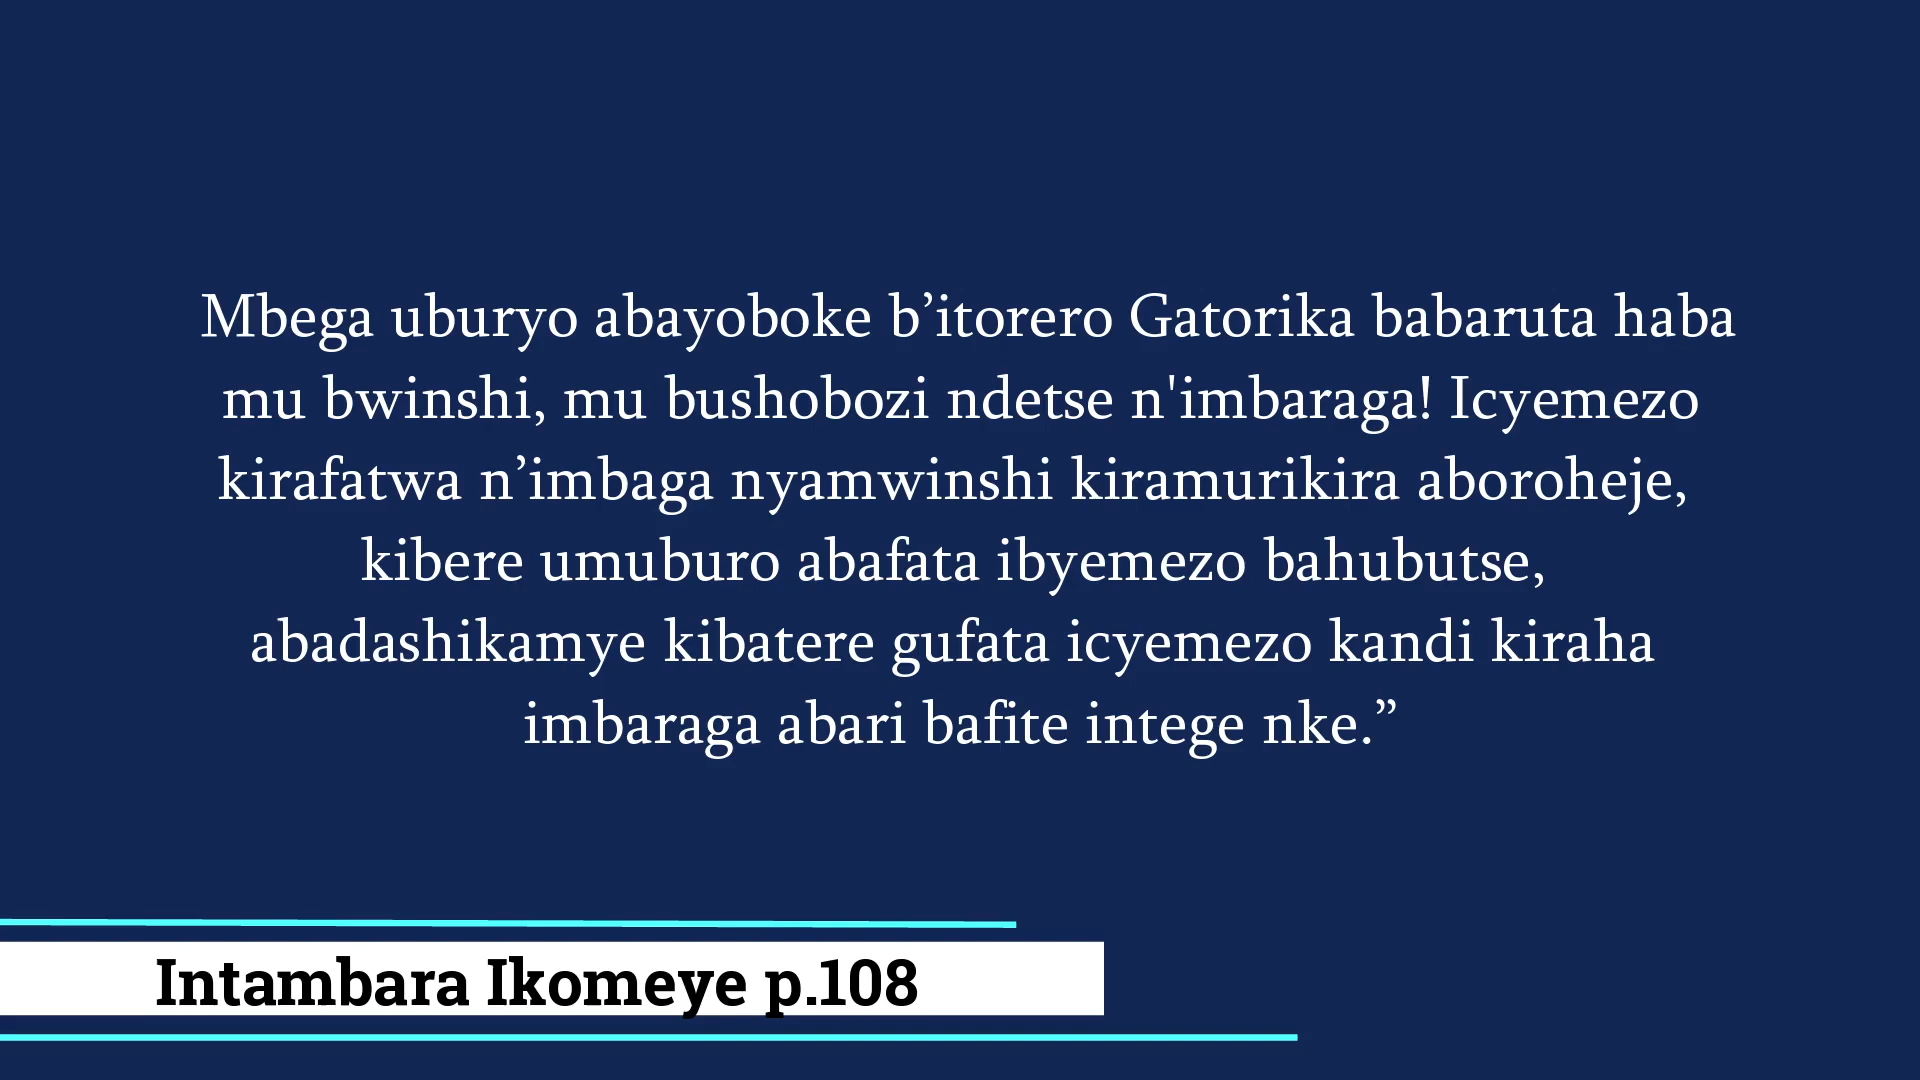 Mbega uburyo abayoboke b’itorero Gatorika babaruta haba
mu bwinshi, mu bushobozi ndetse n'imbaraga! Icyemezo
kirafatwa n’imbaga nyamwinshi kiramurikira aboroheje,
kibere umuburo abafata ibyemezo bahubutse,
abadashikamye kibatere gufata icyemezo kandi kiraha
imbaraga abari bafite intege nke.”
Intambara Ikomeye p.108